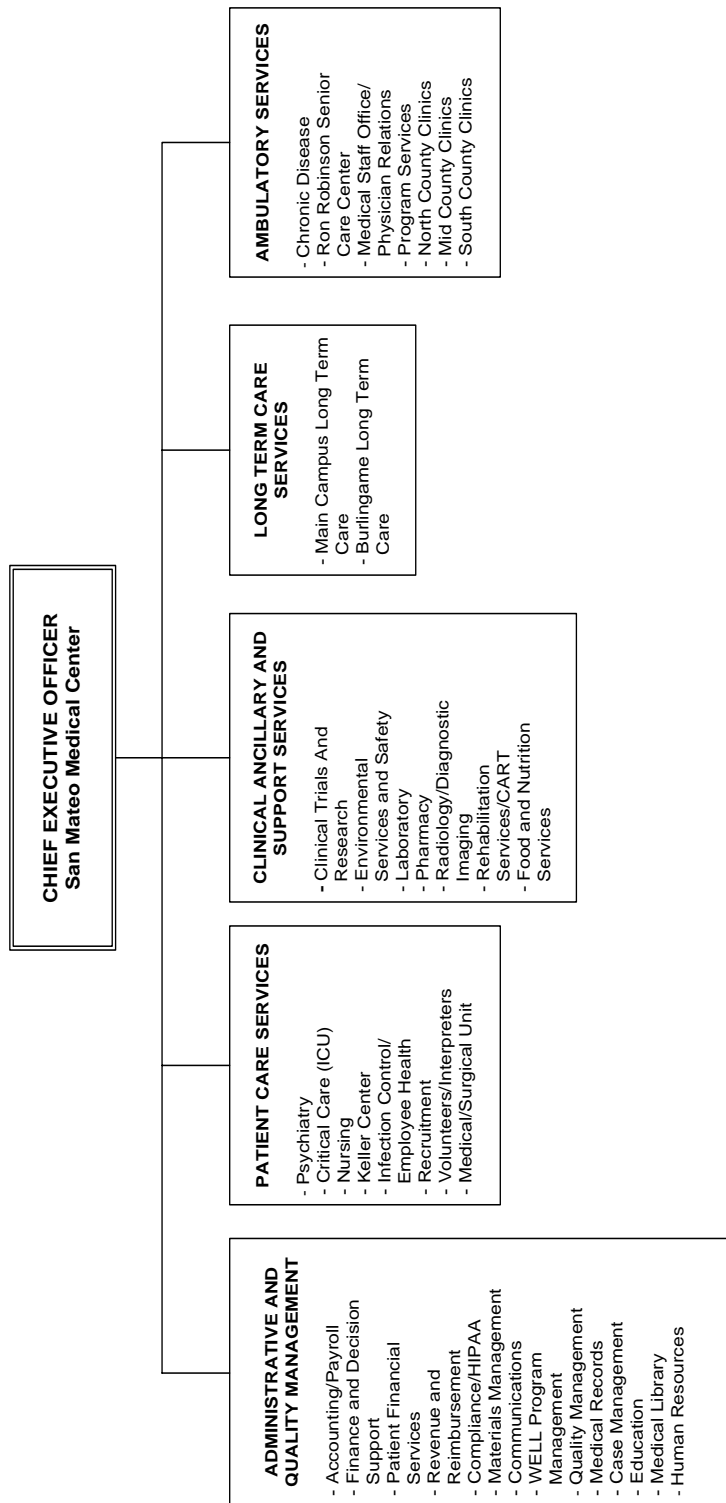 CHIEF EXECUTIVE OFFICER
San Mateo Medical Center
ADMINISTRATIVE AND
QUALITY MANAGEMENT
- Accounting/Payroll
- Finance and Decision
Support
- Patient Financial
Services
- Revenue and
Reimbursement
- Compliance/HIPAA
- Materials Management
- Communications
- WELL Program
Management
- Quality Management
- Medical Records
- Case Management
- Education
- Medical Library
- Human Resources
PATIENT CARE SERVICES
- Psychiatry
- Critical Care (ICU)
- Nursing
- Keller Center
- Infection Control/
Employee Health
- Recruitment
- Volunteers/Interpreters
- Medical/Surgical Unit
CLINICAL ANCILLARY AND
SUPPORT SERVICES
- Clinical Trials And
Research
- Environmental
Services and Safety
- Laboratory
- Pharmacy
- Radiology/Diagnostic
Imaging
- Rehabilitation
Services/CART
- Food and Nutrition
Services
LONG TERM CARE
SERVICES
- Main Campus Long Term
Care
- Burlingame Long Term
Care
AMBULATORY SERVICES
- Chronic Disease
- Ron Robinson Senior
Care Center
- Medical Staff Office/
Physician Relations
- Program Services
- North County Clinics
- Mid County Clinics
- South County Clinics